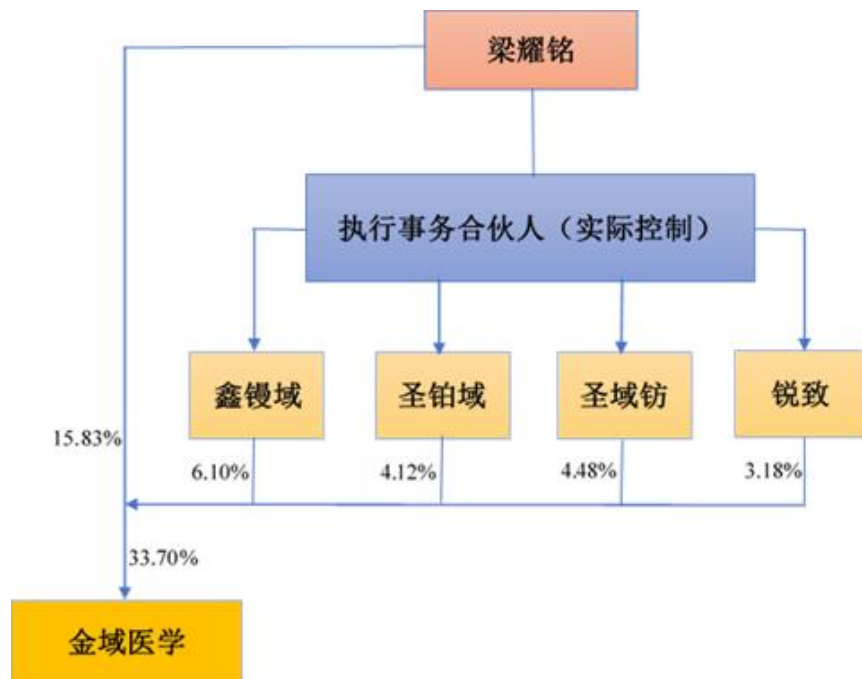 梁耀铭
执行事务合伙人（实际控制）
鑫镘域
圣铂域
圣域钫
锐致
15.83%
6.10%
4.12%
4.48%
3.18%
33.70%
金域医学